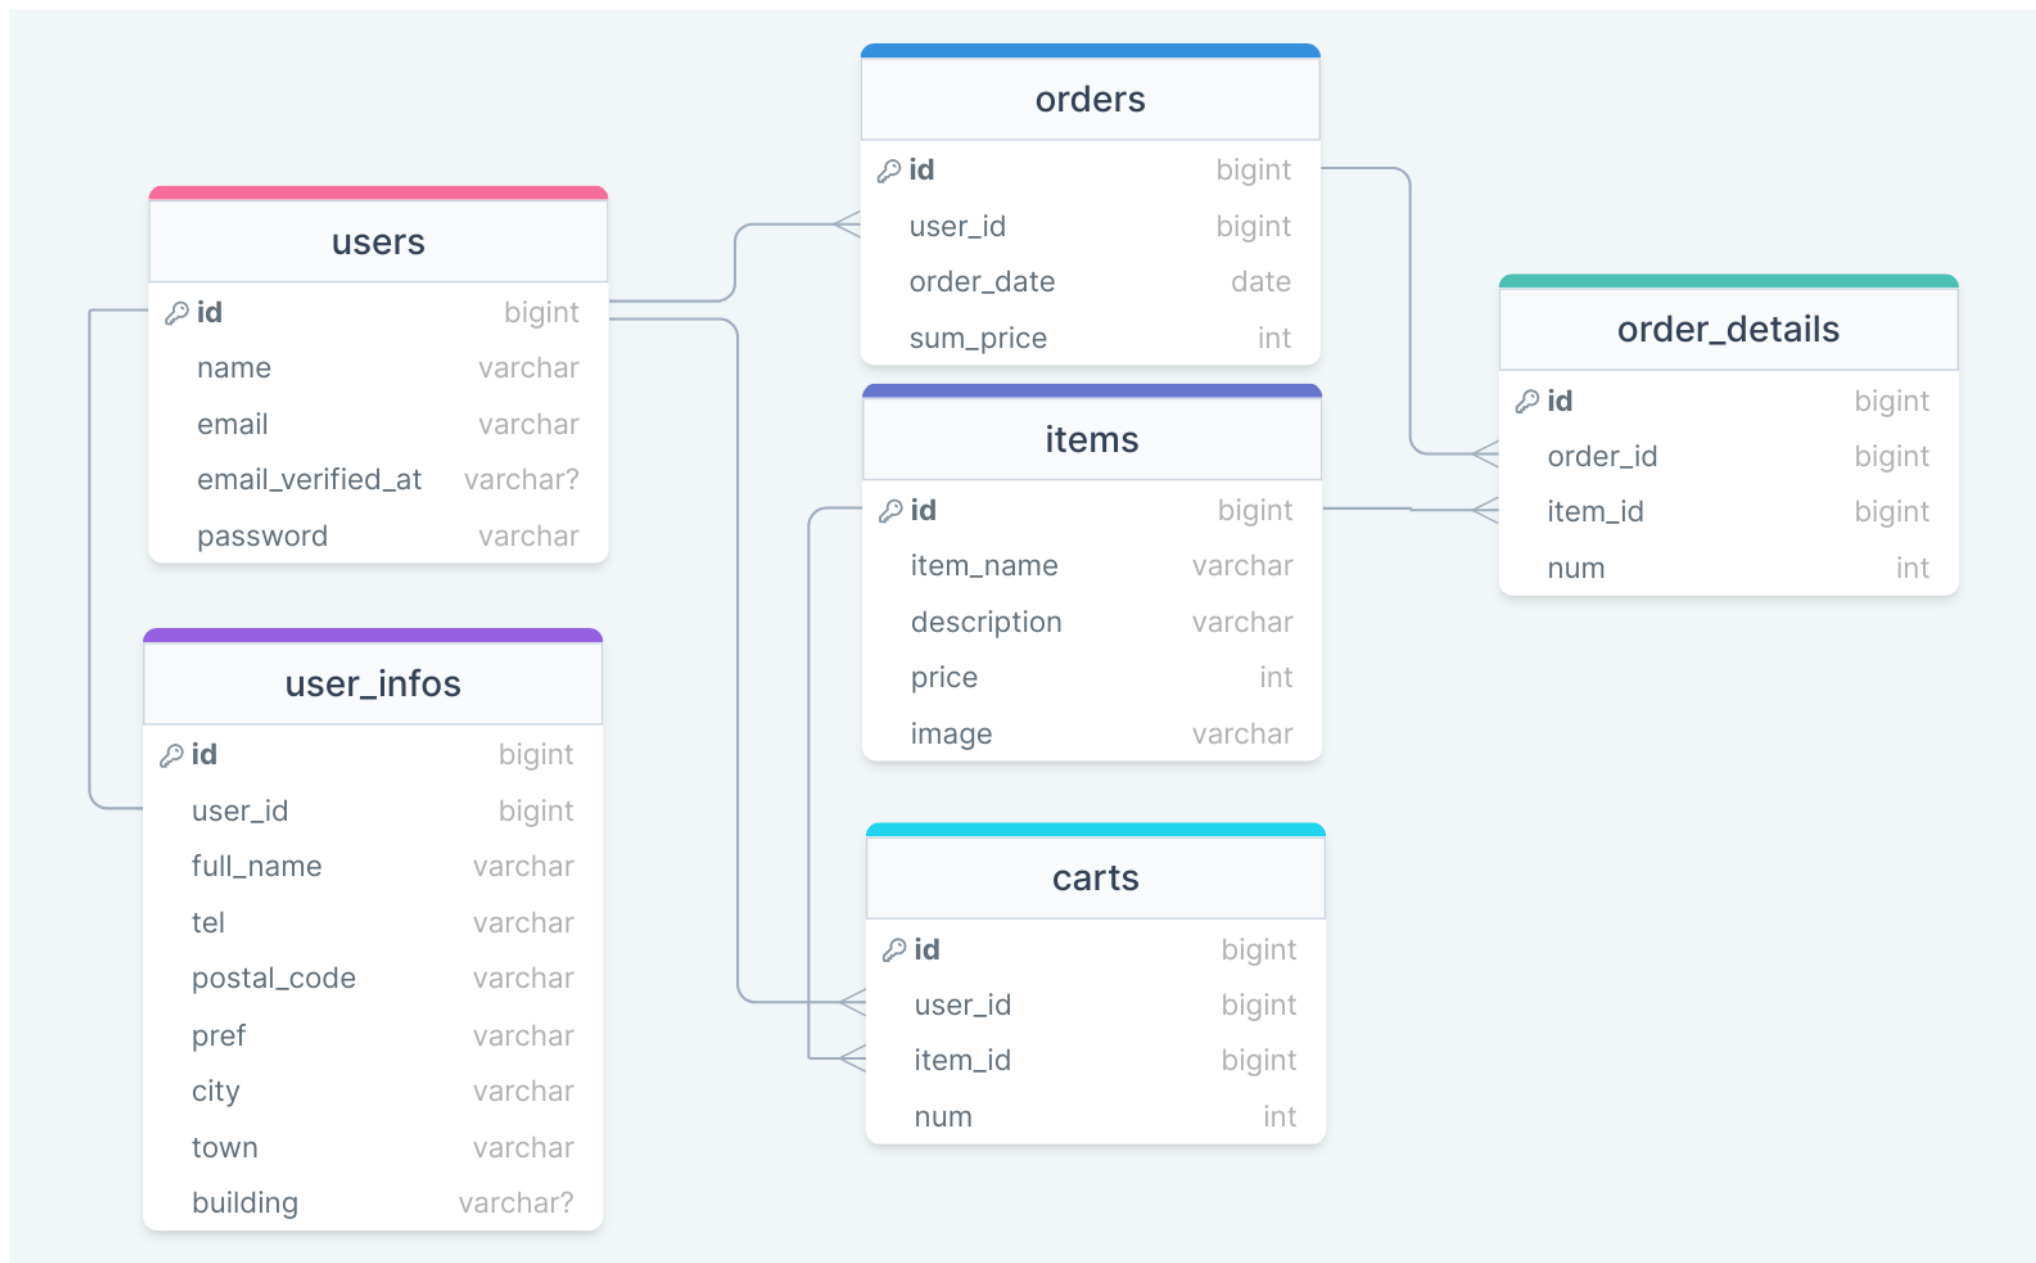 users
id bigint
name varchar
email varchar
email_verified_at varchar?
password varchar
user_infos
id bigint
user_id bigint
full_name varchar
tel varchar
postal_code varchar
pref varchar
city varchar
town varchar
building varchar?
orders
id bigint
user_id bigint
order_date date
sum_price int
items
id bigint
item_name varchar
description varchar
price int
image varchar
carts
id bigint
user_id bigint
item_id bigint
num int
order_details
id bigint
order_id bigint
item_id bigint
num int